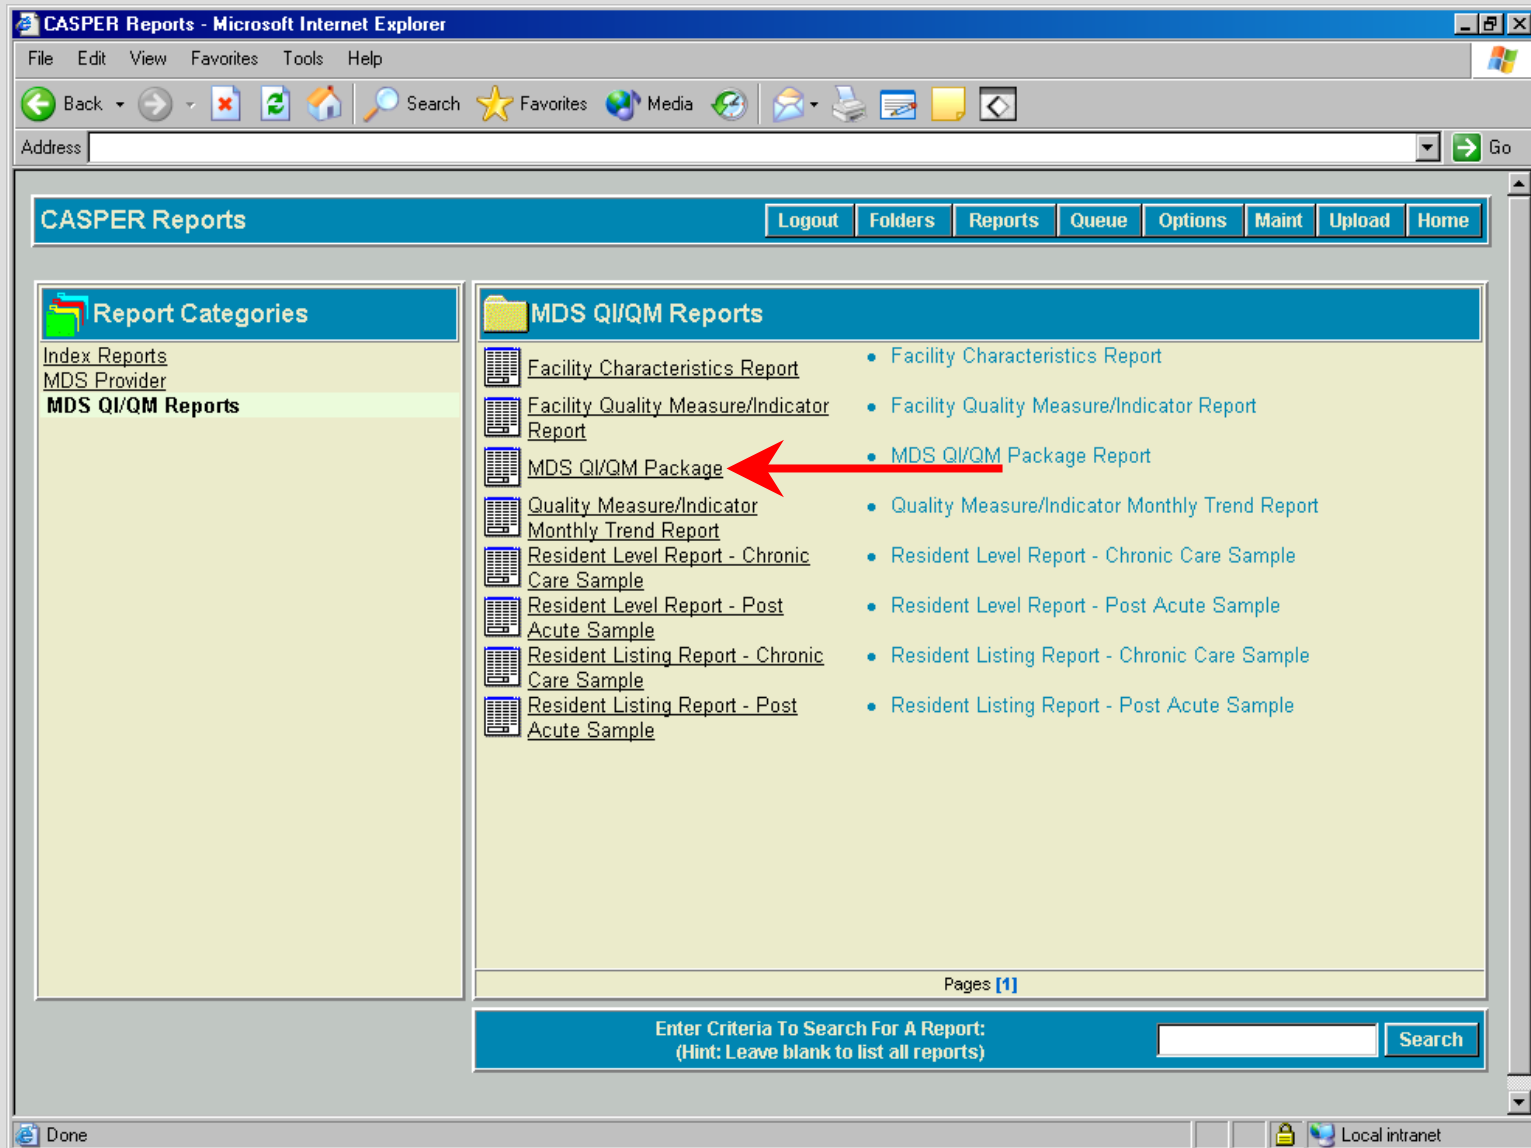 CASPER Reports - Microsoft Internet Explorer
File Edit View Favorites Tools Help
Back Search Favorites Media
Address Go
CASPER Reports
Logout Folders Reports Queue Options Maint Upload Home
Report Categories
Index Reports
MDS Provider
MDS QI/QM Reports
MDS QI/QM Reports
Facility Characteristics Report
• Facility Characteristics Report
Facility Quality Measure/Indicator
Report
• Facility Quality Measure/Indicator Report
MDS QI/QM Package
• MDS QI/QM Package Report
Quality Measure/Indicator
Monthly Trend Report
• Quality Measure/Indicator Monthly Trend Report
Resident Level Report - Chronic
Care Sample
• Resident Level Report - Chronic Care Sample
Resident Level Report - Post
Acute Sample
• Resident Level Report - Post Acute Sample
Resident Listing Report - Chronic
Care Sample
• Resident Listing Report - Chronic Care Sample
Resident Listing Report - Post
Acute Sample
• Resident Listing Report - Post Acute Sample
Pages [1]
Enter Criteria To Search For A Report:
(Hint: Leave blank to list all reports)
Search
Done
Local intranet